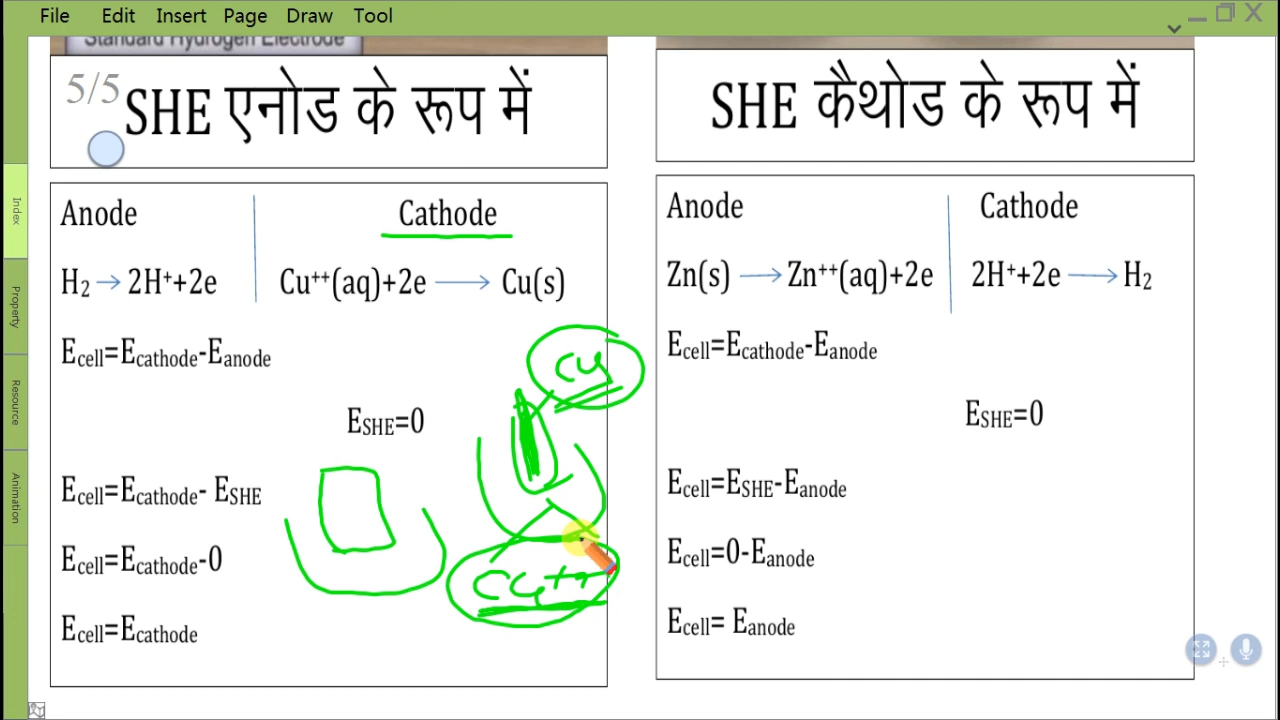 File Edit Insert Page Draw Tool
Index
Property
Resource
Animation
Standard Hydrogen Electrode
5/5
SHE एनोड के रूप में
Anode Cathode
H₂→2H⁺+2e Cu⁺⁺(aq)+2e → Cu(s)
Ecell=Ecathode-Eanode
ESHE=0
Ecell=Ecathode- ESHE
Ecell=Ecathode-0
Ecell=Ecathode
Cu
Cu++
SHE कैथोड के रूप में
Anode Cathode
Zn(s) →Zn⁺⁺(aq)+2e 2H⁺+2e →H₂
Ecell=Ecathode-Eanode
ESHE=0
Ecell=ESHE-Eanode
Ecell=0-Eanode
Ecell= Eanode